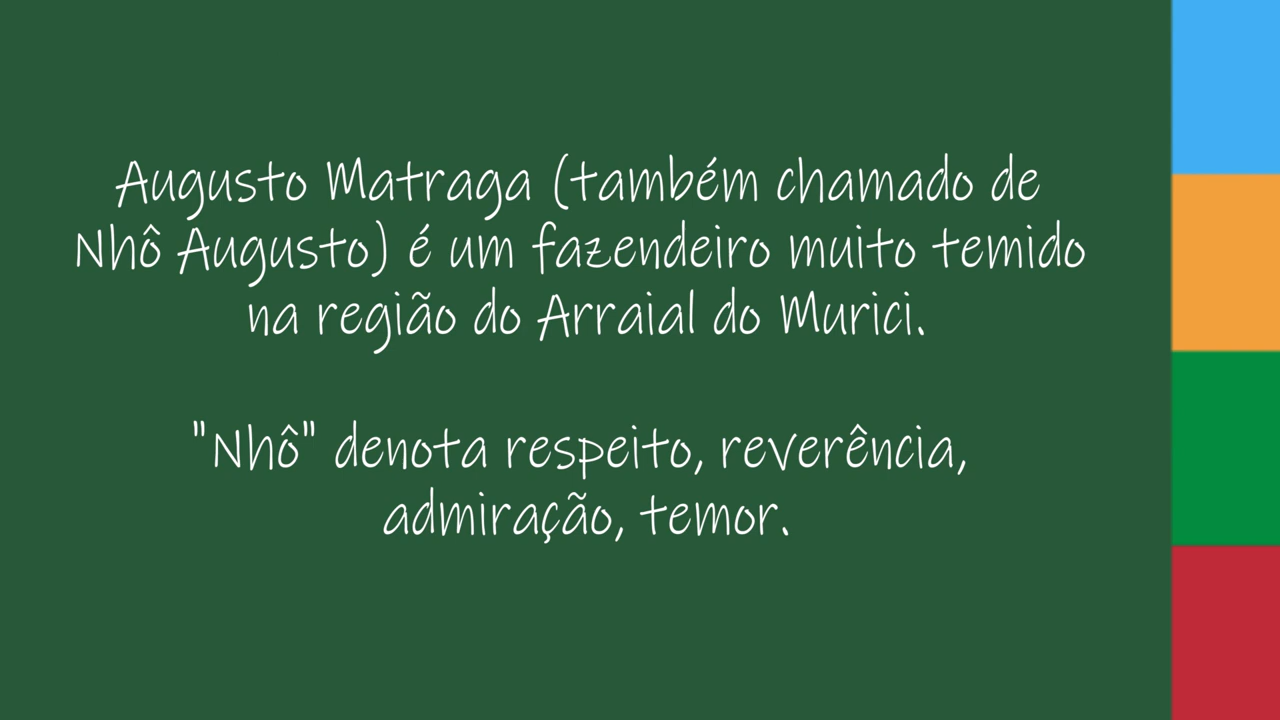 Augusto Matraga (também chamado de
Nhô Augusto) é um fazendeiro muito temido
na região do Arraial do Murici.
"Nhô" denota respeito, reverência,
admiração, temor.